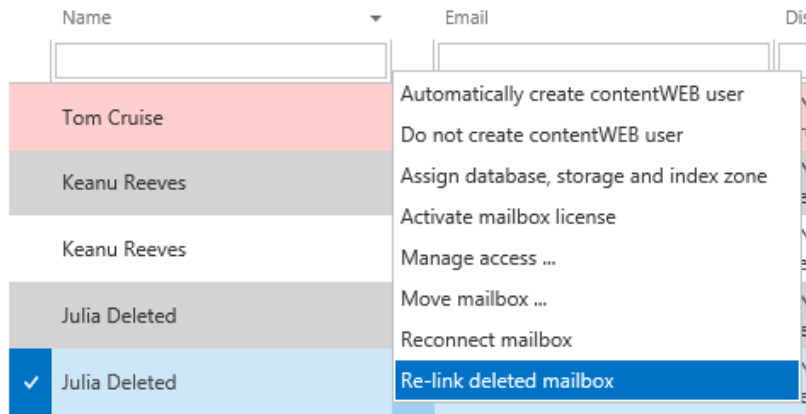 Name
Email
Automatically create contentWEB user
Do not create contentWEB user
Assign database, storage and index zone
Activate mailbox license
Manage access ...
Move mailbox ...
Reconnect mailbox
Re-link deleted mailbox
Tom Cruise
Keanu Reeves
Keanu Reeves
Julia Deleted
Julia Deleted